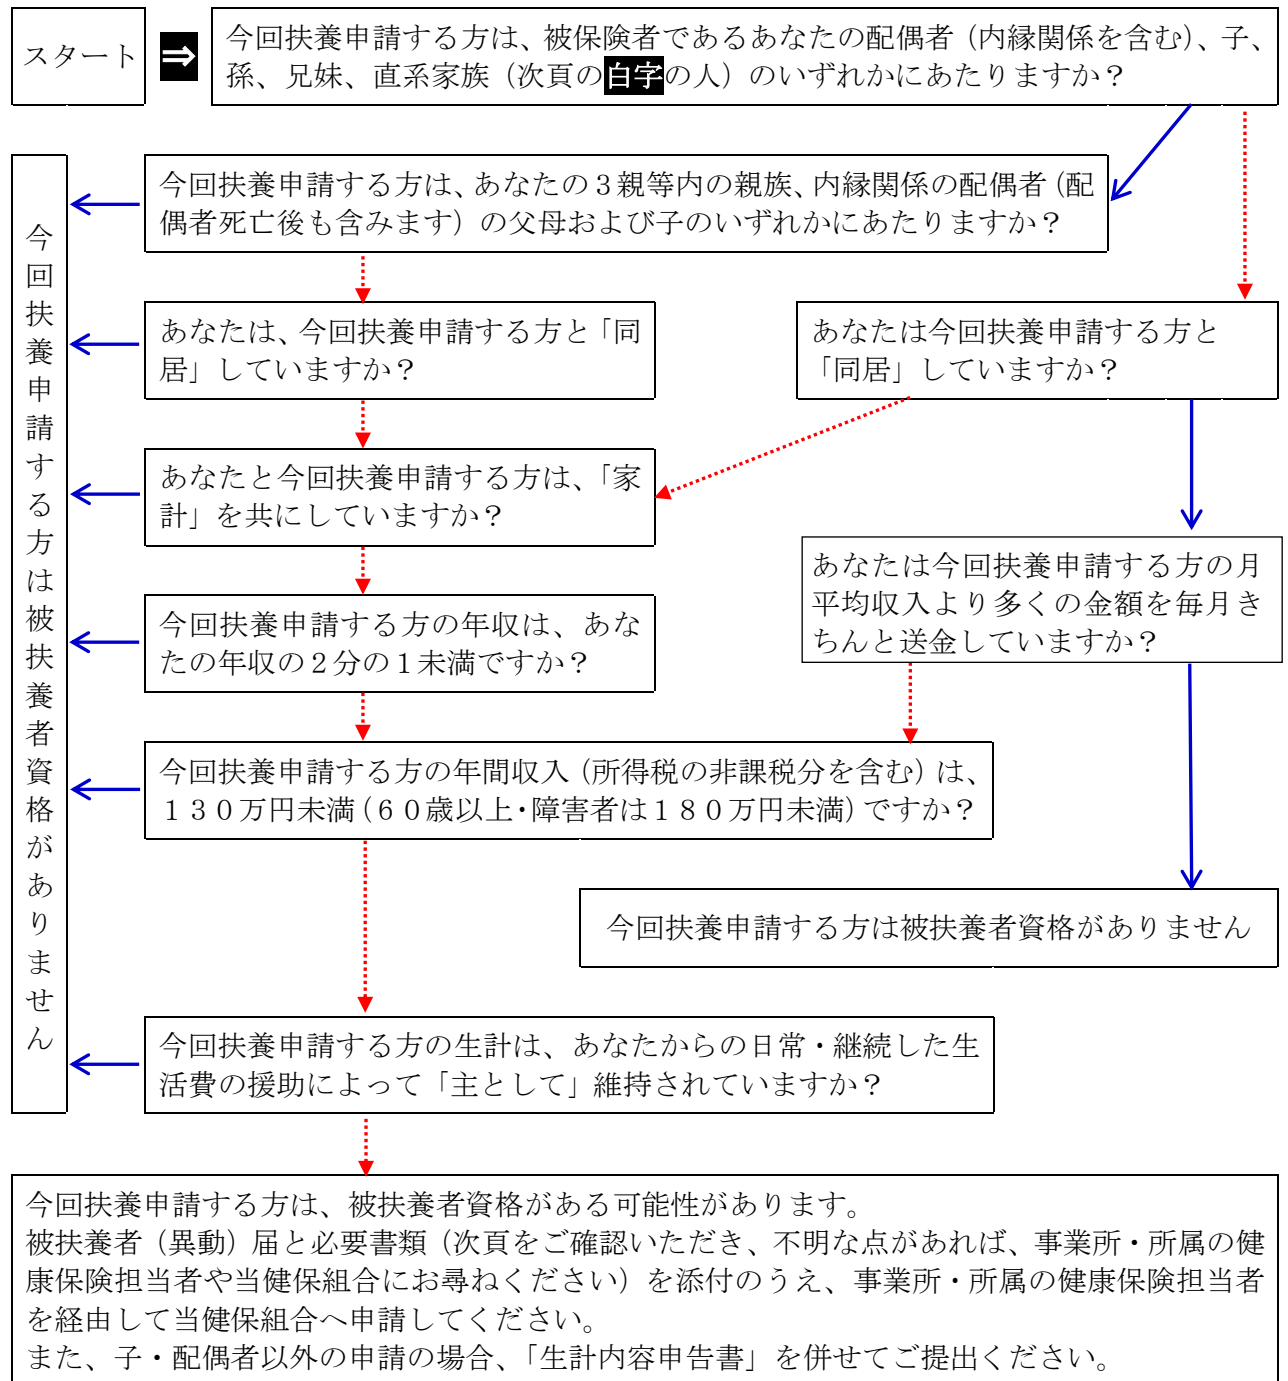 スタート
⇒
今回扶養申請する方は、被保険者であるあなたの配偶者（内縁関係を含む）、子、
孫、兄妹、直系家族（次頁の白字の人）のいずれかにあたりますか？
今回扶養申請する方は、あなたの３親等内の親族、内縁関係の配偶者（配
偶者死亡後も含みます）の父母および子のいずれかにあたりますか？
今回扶養申請する方は被扶養者資格がありません
あなたは、今回扶養申請する方と「同
居」していますか？
あなたは今回扶養申請する方と
「同居」していますか？
あなたと今回扶養申請する方は、「家
計」を共にしていますか？
あなたは今回扶養申請する方の月
平均収入より多くの金額を毎月き
ちんと送金していますか？
今回扶養申請する方の年収は、あな
たの年収の２分の１未満ですか？
今回扶養申請する方の年間収入（所得税の非課税分を含む）は、
１３０万円未満（６０歳以上・障害者は１８０万円未満）ですか？
今回扶養申請する方は被扶養者資格がありません
今回扶養申請する方の生計は、あなたからの日常・継続した生
活費の援助によって「主として」維持されていますか？
今回扶養申請する方は、被扶養者資格がある可能性があります。
被扶養者（異動）届と必要書類（次頁をご確認いただき、不明な点があれば、事業所・所属の健
康保険担当者や当健保組合にお尋ねください）を添付のうえ、事業所・所属の健康保険担当者
を経由して当健保組合へ申請してください。
また、子・配偶者以外の申請の場合、「生計内容申告書」を併せてご提出ください。